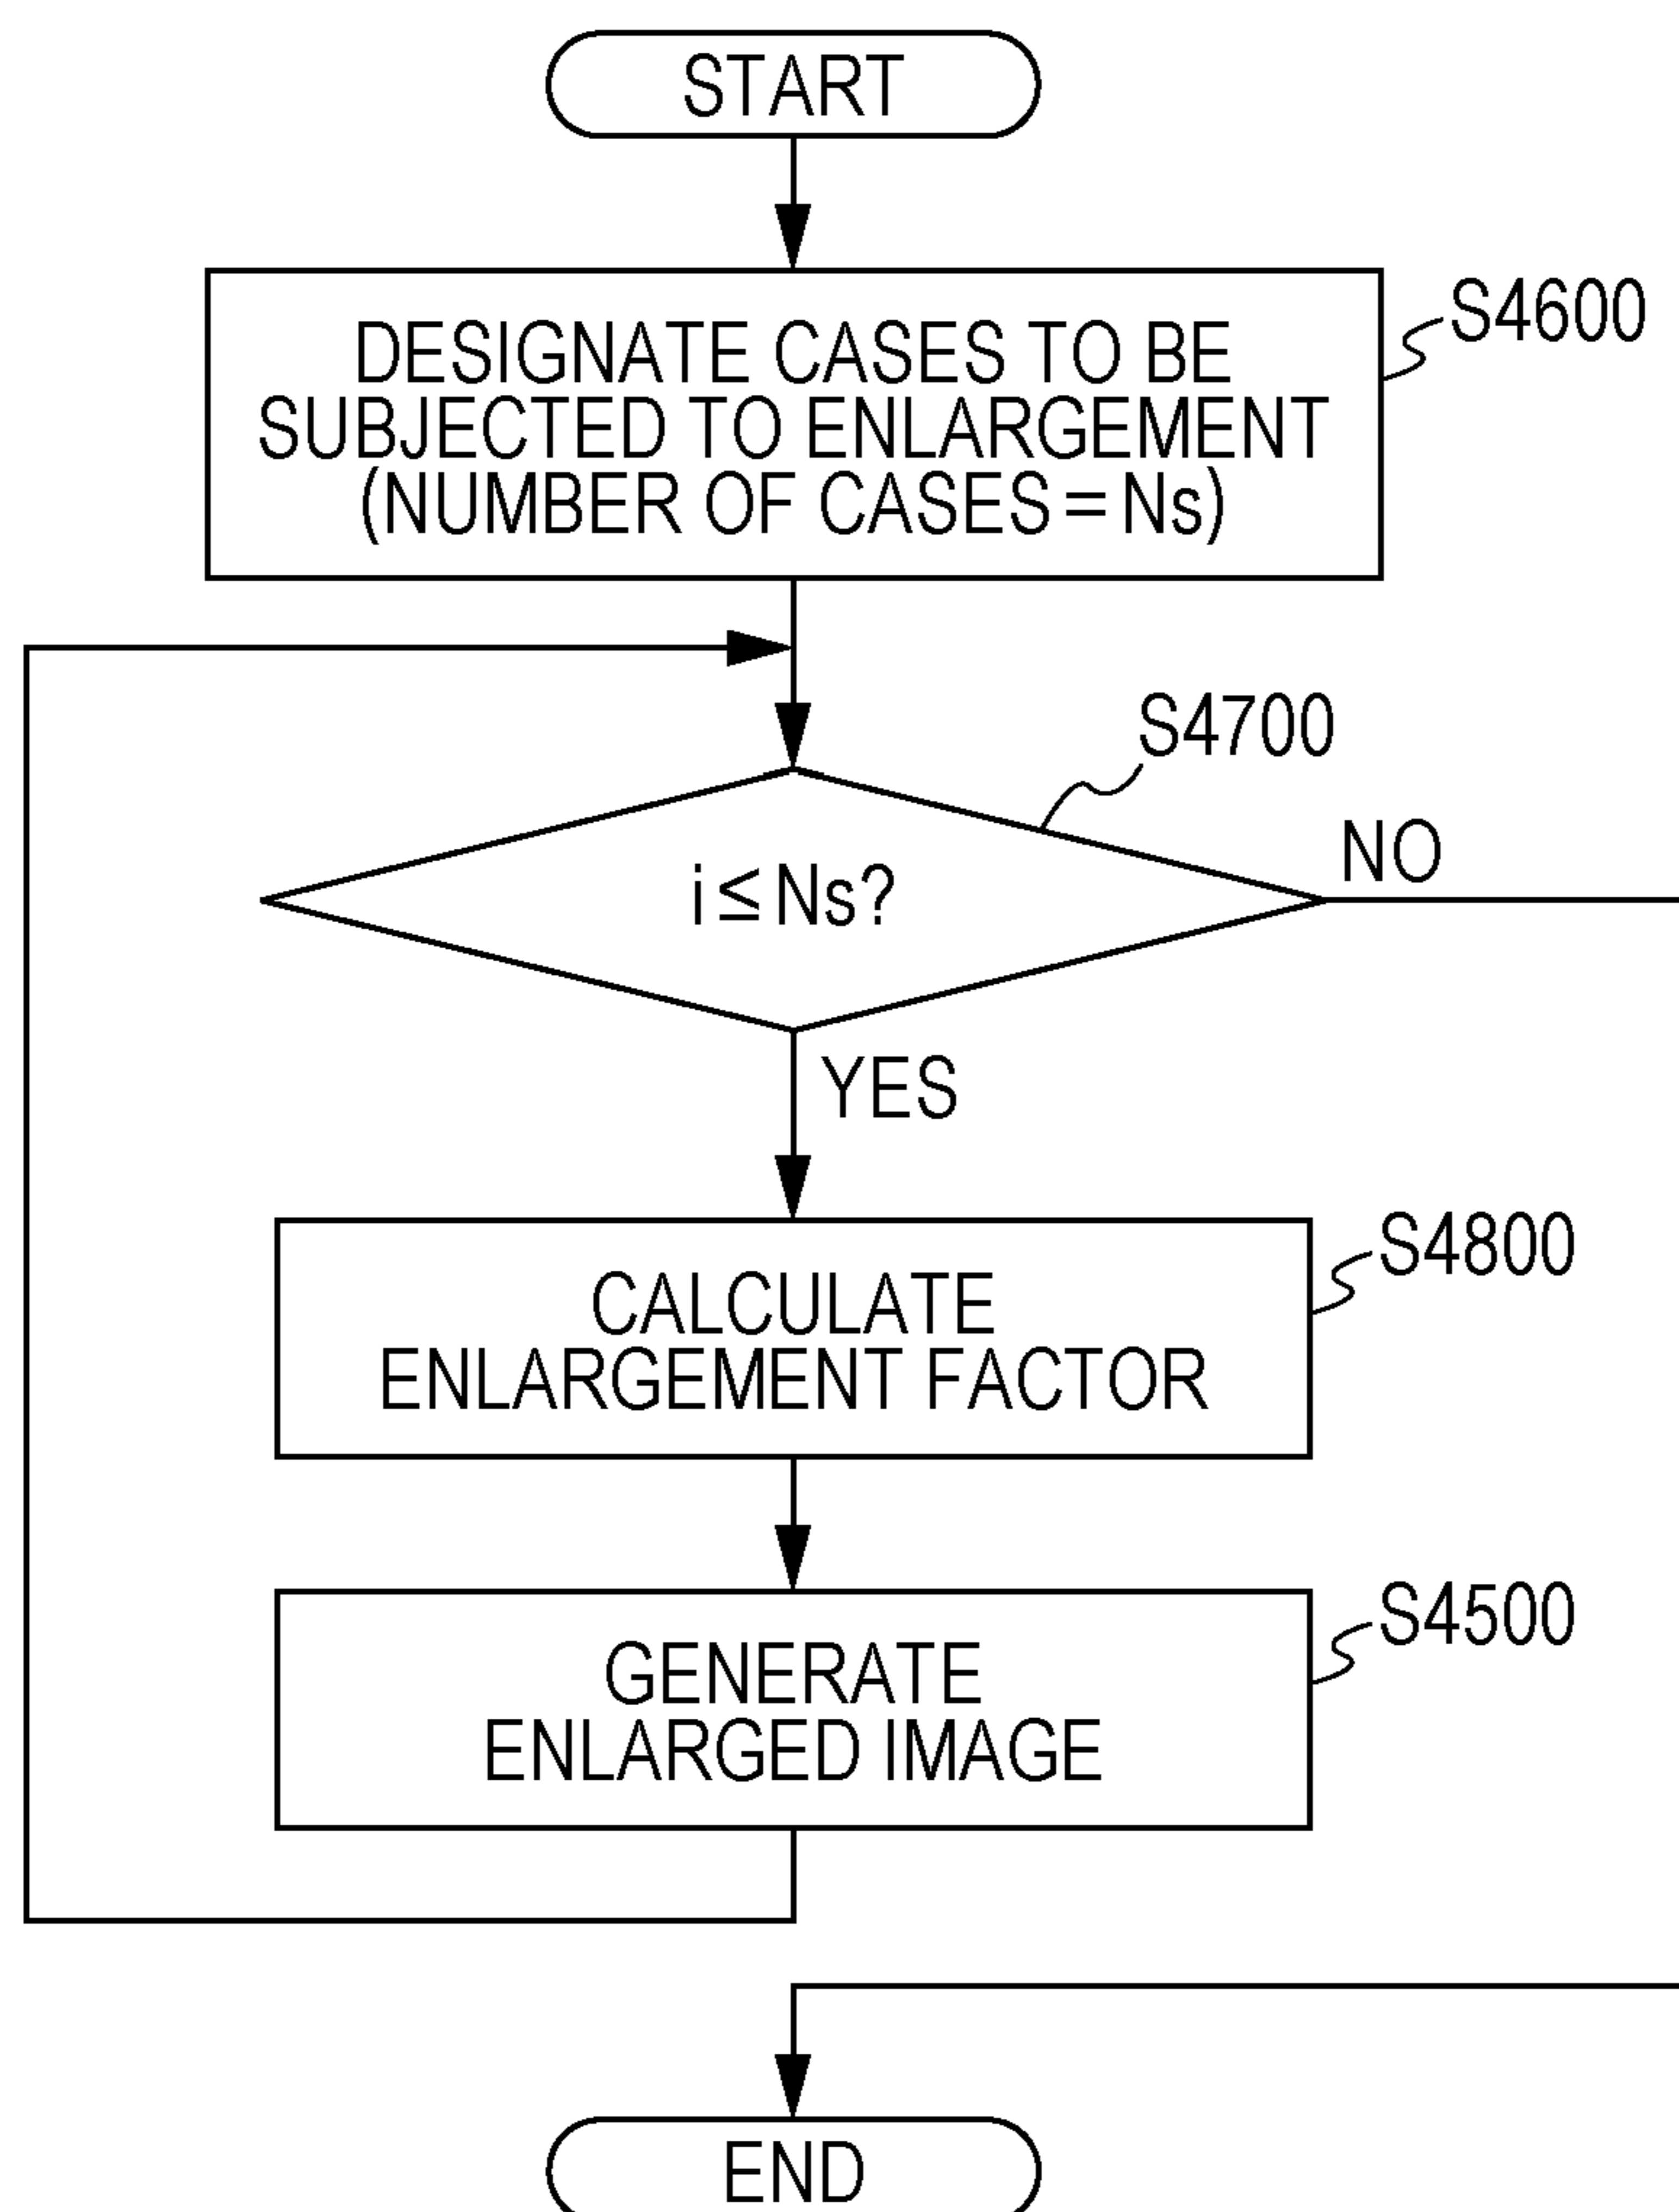 START
DESIGNATE CASES TO BE
SUBJECTED TO ENLARGEMENT
(NUMBER OF CASES = Ns)
S4600
S4700
i ≤ Ns?
NO
YES
CALCULATE
ENLARGEMENT FACTOR
S4800
GENERATE
ENLARGED IMAGE
S4500
END